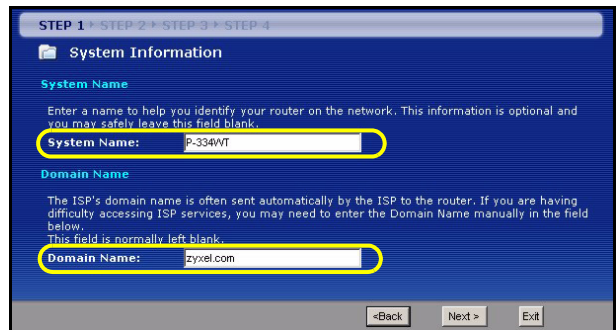 STEP 1 ▸ STEP 2 ▸ STEP 3 ▸ STEP 4
System Information
System Name
Enter a name to help you identify your router on the network. This information is optional and
you may safely leave this field blank.
System Name: P-334WT
Domain Name
The ISP's domain name is often sent automatically by the ISP to the router. If you are having
difficulty accessing ISP services, you may need to enter the Domain Name manually in the field
below.
This field is normally left blank.
Domain Name: zyxel.com
<Back Next > Exit